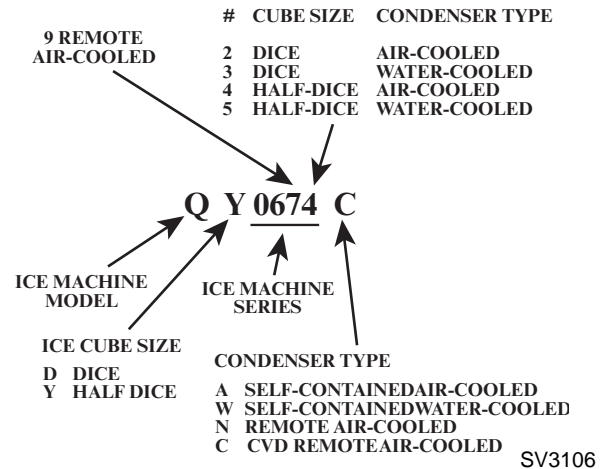 # CUBE SIZE CONDENSER TYPE
9 REMOTE
AIR-COOLED
2 DICE AIR-COOLED
3 DICE WATER-COOLED
4 HALF-DICE AIR-COOLED
5 HALF-DICE WATER-COOLED
Q Y 0674 C
ICE MACHINE
MODEL
ICE MACHINE
SERIES
ICE CUBE SIZE
D DICE
Y HALF DICE
CONDENSER TYPE
A SELF-CONTAINEDAIR-COOLED
W SELF-CONTAINEDWATER-COOLED
N REMOTE AIR-COOLED
C CVD REMOTEAIR-COOLED
SV3106